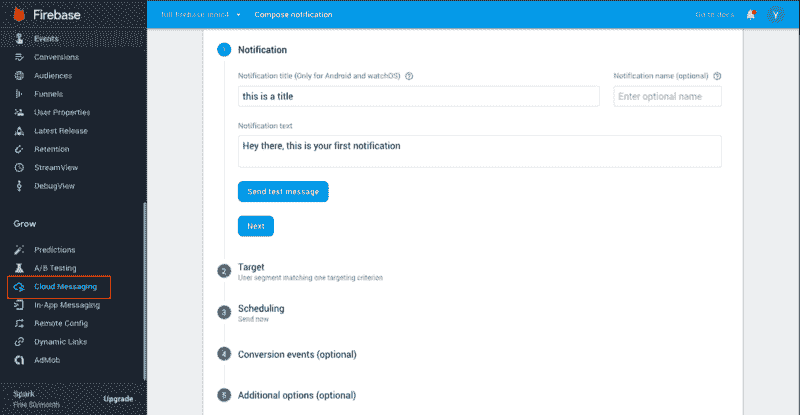 Firebase
Events
Conversions
Audiences
Funnels
User Properties
Latest Release
Retention
StreamView
DebugView
Grow
Predictions
A/B Testing
Cloud Messaging
In-App Messaging
Remote Config
Dynamic Links
AdMob
Spark
Free $0/month
Upgrade
full firebase ionic4
Compose notification
Go to docs
Y
1 Notification
Notification title (Only for Android and watchOS) ?
Notification name (optional) ?
this is a title
Enter optional name
Notification text
Hey there, this is your first notification
Send test message
Next
2 Target
User segment matching one targeting criterion
3 Scheduling
Send now
4 Conversion events (optional)
5 Additional options (optional)